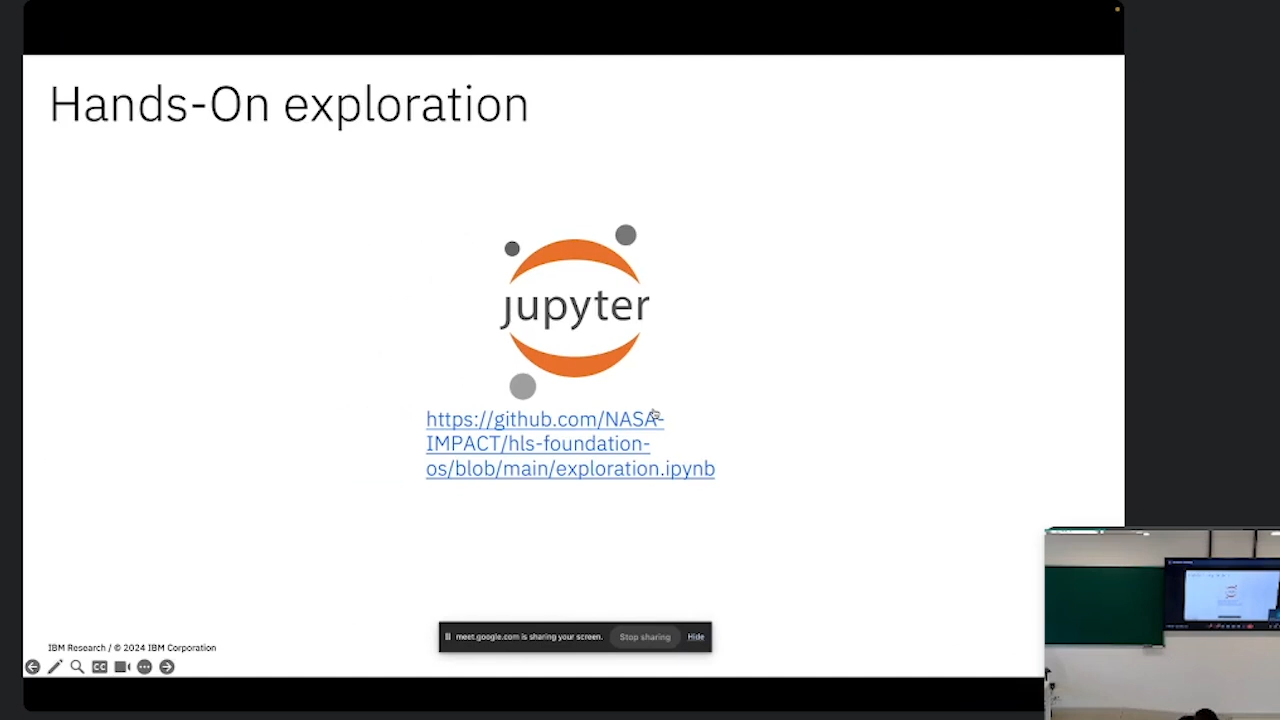 Hands-On exploration
jupyter
https://github.com/NASA-
IMPACT/hls-foundation-
os/blob/main/exploration.ipynb
meet.google.com is sharing your screen.
Stop sharing
Hide
IBM Research / © 2024 IBM Corporation
CC